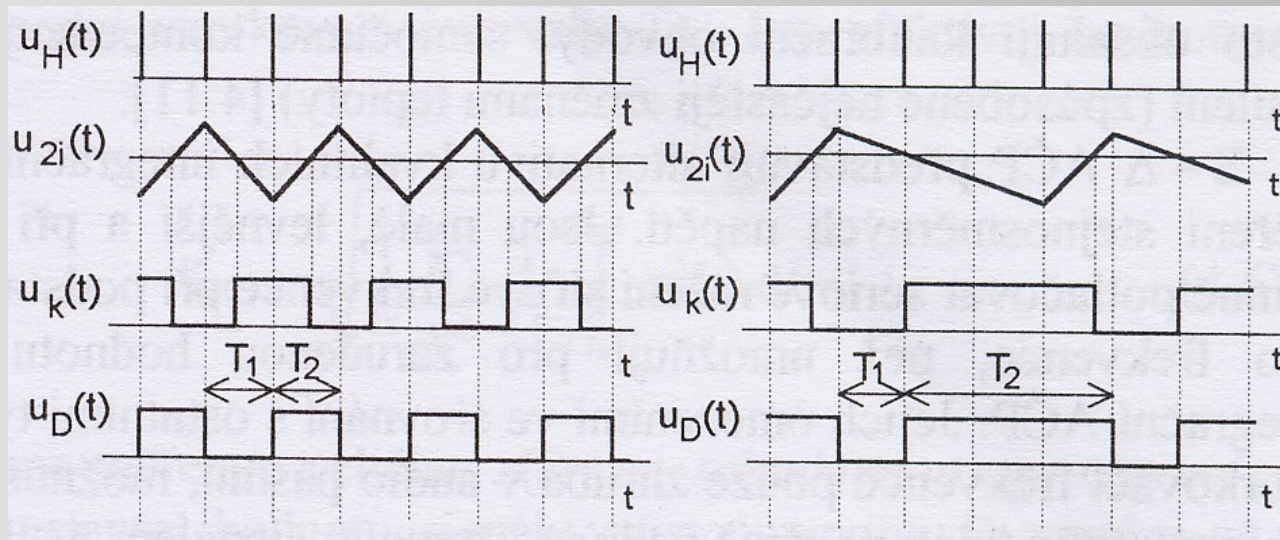 u_H(t)
t
u_2i(t)
t
u_k(t)
t
T_1 T_2
u_D(t)
t
u_H(t)
t
u_2i(t)
t
u_k(t)
t
T_1 T_2
u_D(t)
t